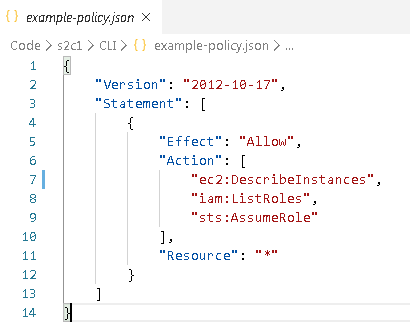 {} example-policy.json ×
Code > s2c1 > CLI > {} example-policy.json > ...
1 {
2 "Version": "2012-10-17",
3 "Statement": [
4 {
5 "Effect": "Allow",
6 "Action": [
7 "ec2:DescribeInstances",
8 "iam:ListRoles",
9 "sts:AssumeRole"
10 ],
11 "Resource": "*"
12 }
13 ]
14 }